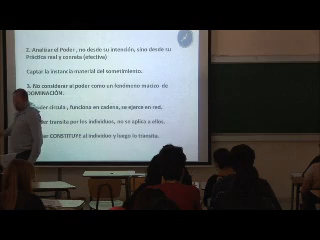 2. Analisar el Poder , no desde su intención, sino desde su
Práctica real y concreta (efectiva)
Captar la instancia material del sometimiento.
3. No considerar al poder como un fenómeno macizo de
DOMINACIÓN.
poder circula , funciona en cadena, se ejerce en red,
transita por los individuos, no se aplica a ellos,
CONSTITUYE al individuo y luego lo transita.